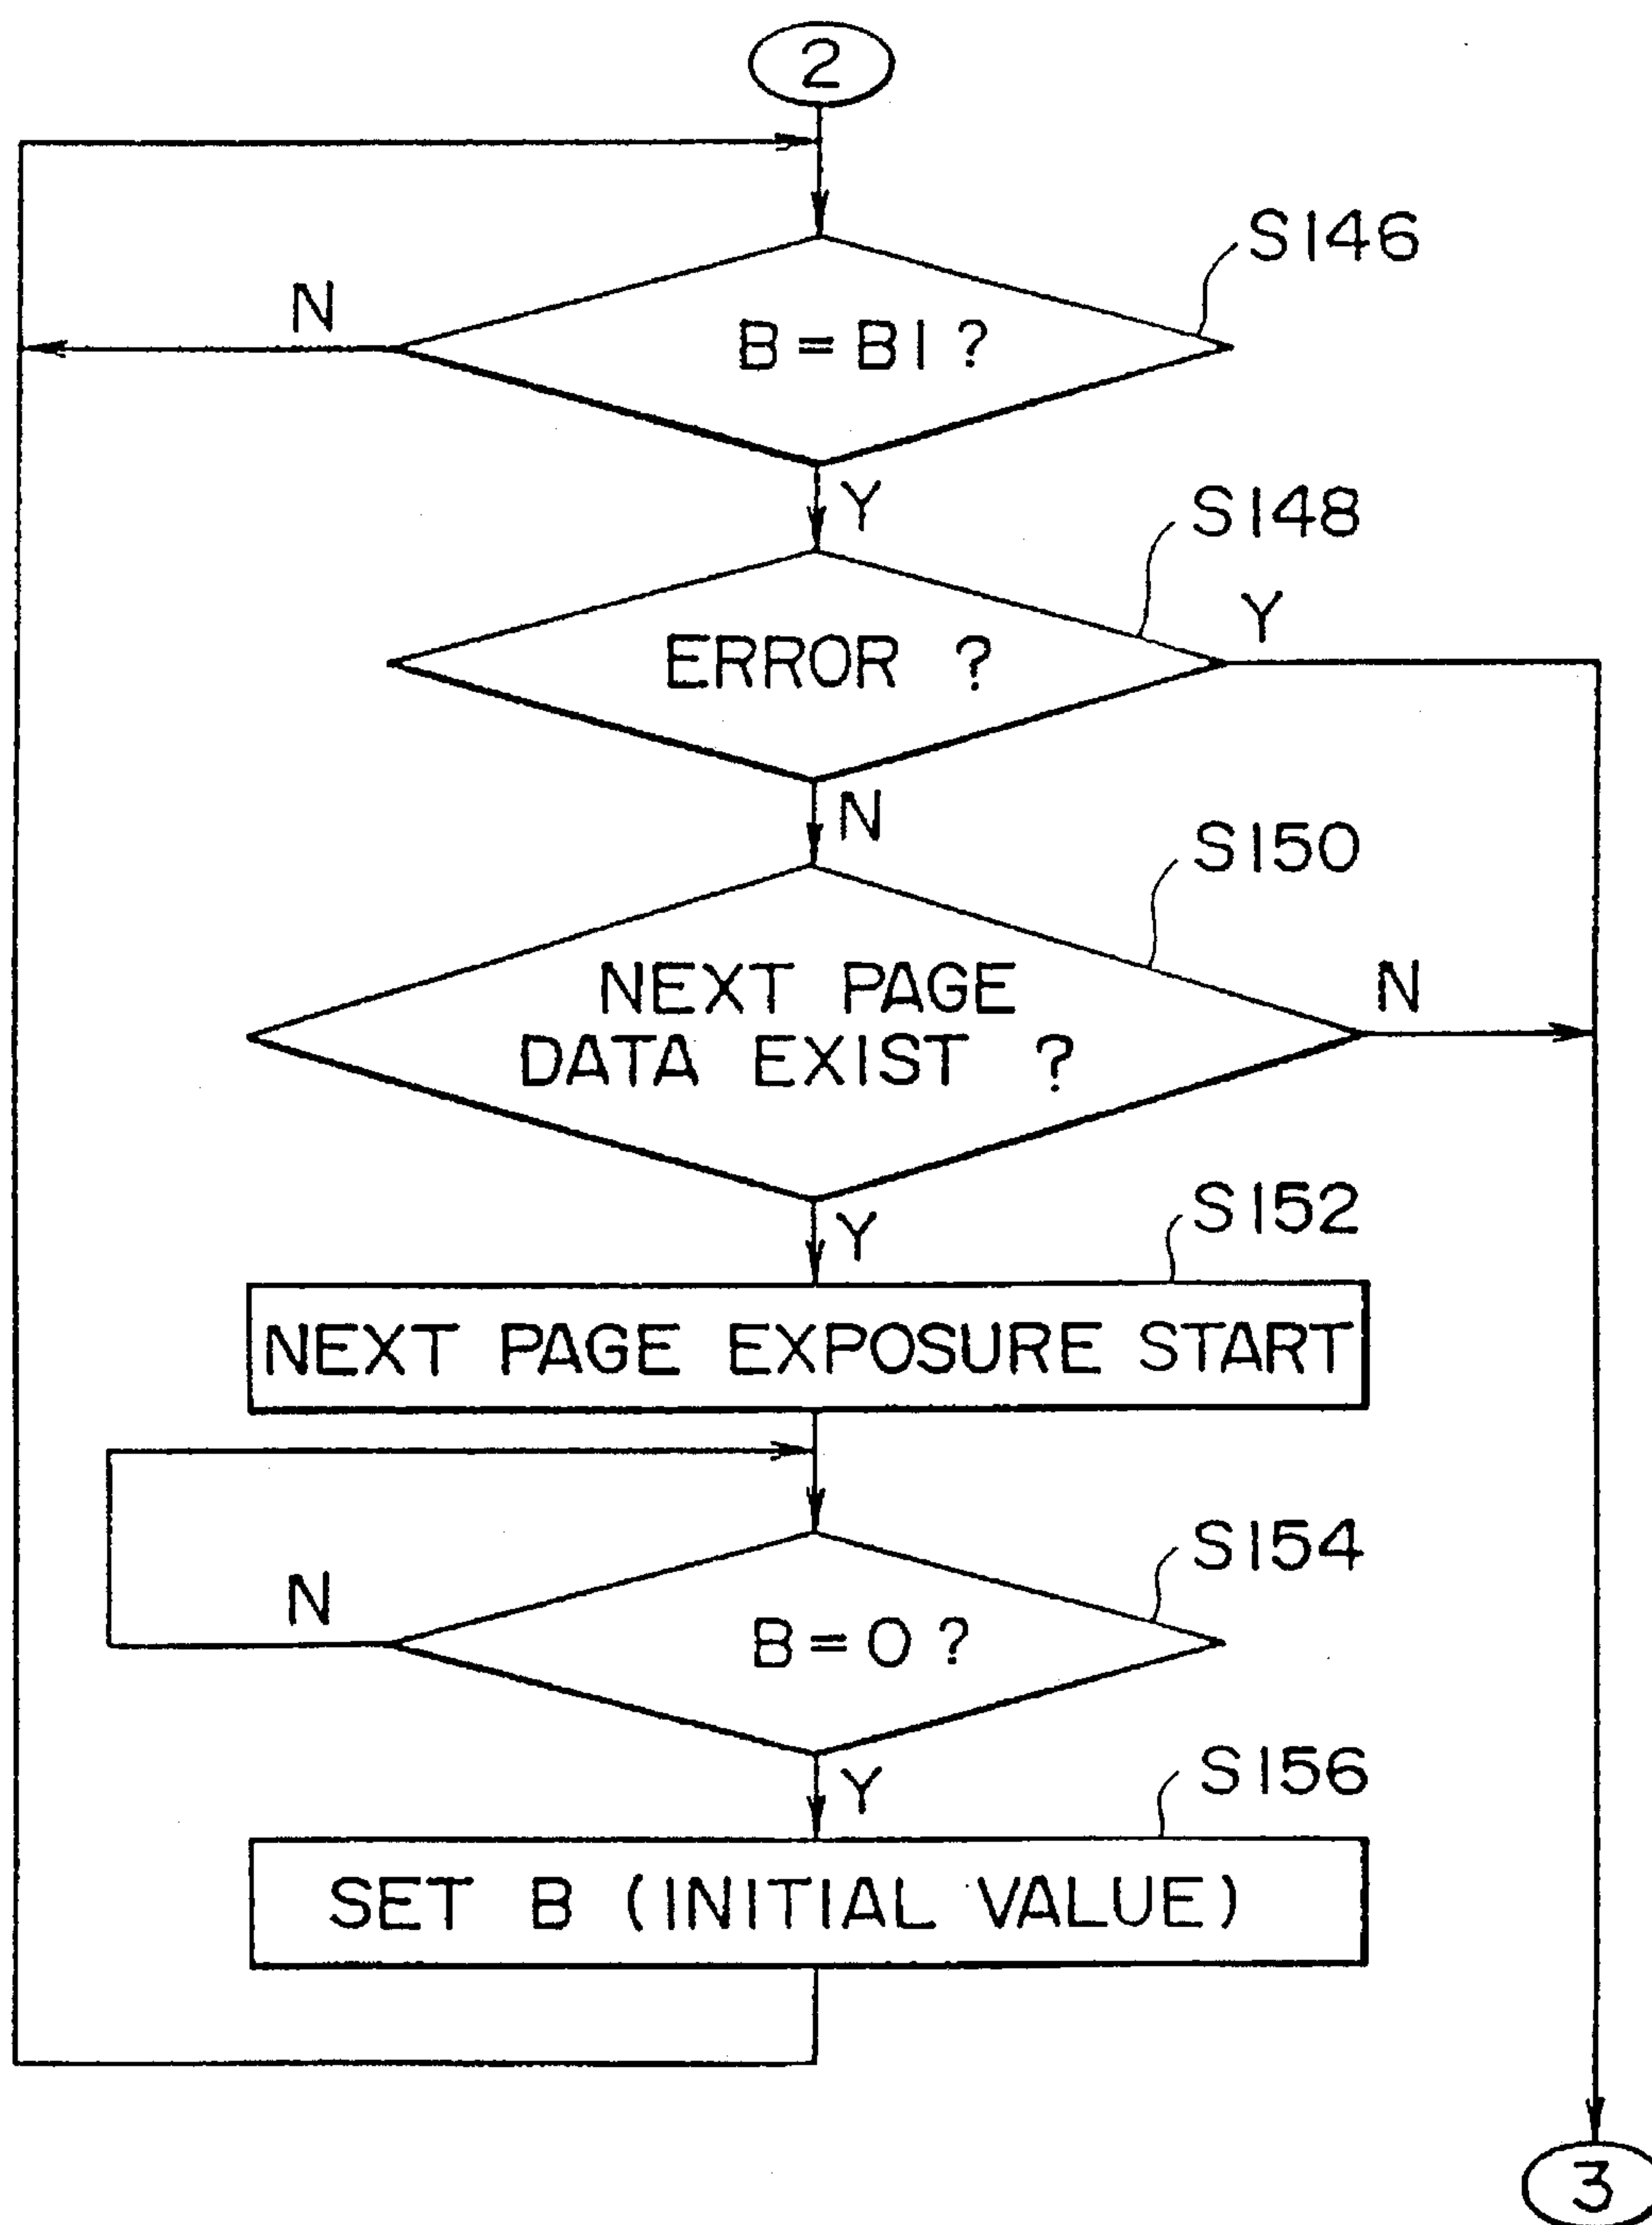 2
S146
N
B=B1?
Y
S148
Y
ERROR ?
N
S150
NEXT PAGE
N
DATA EXIST ?
Y
S152
NEXT PAGE EXPOSURE START
S154
N
B=0?
Y
S156
SET B (INITIAL VALUE)
3